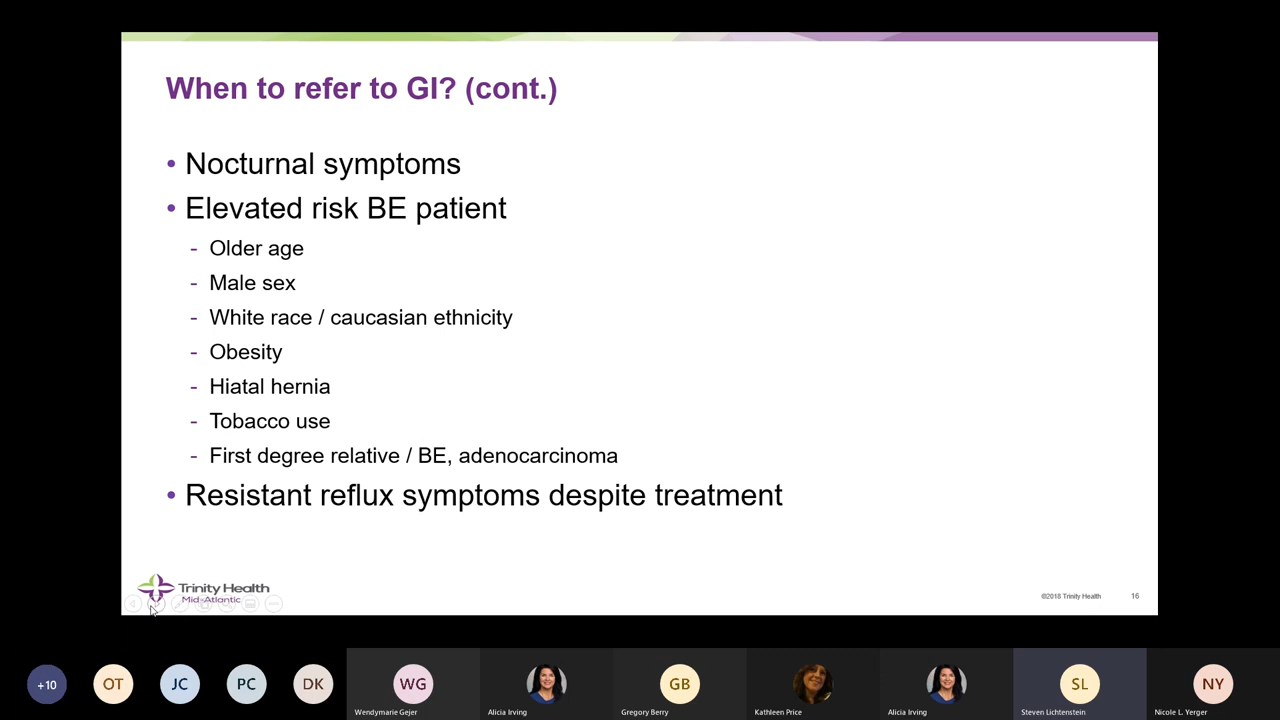 When to refer to GI? (cont.)
• Nocturnal symptoms
• Elevated risk BE patient
- Older age
- Male sex
- White race / caucasian ethnicity
- Obesity
- Hiatal hernia
- Tobacco use
- First degree relative / BE, adenocarcinoma
• Resistant reflux symptoms despite treatment
Trinity Health
Mid-Atlantic
©2018 Trinity Health 16
+10 OT JC PC DK WG GB SL NY
Wendymarie Gejer Alicia Irving Gregory Berry Kathleen Price Alicia Irving Steven Lichtenstein Nicole L. Yerger